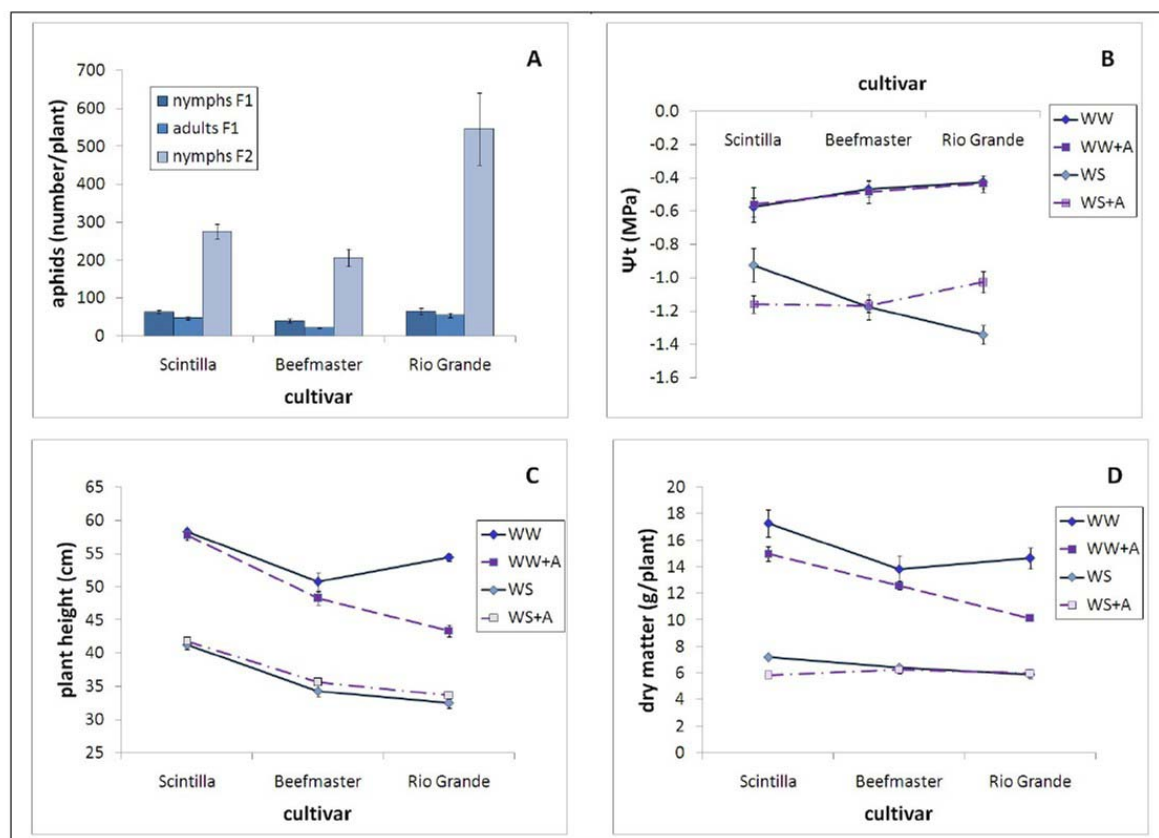 A
700
600
500
400
300
200
100
0
aphids (number/plant)
nymphs F1
adults F1
nymphs F2
Scintilla Beefmaster Rio Grande
cultivar
B
cultivar
0.0
-0.2
-0.4
-0.6
-0.8
-1.0
-1.2
-1.4
-1.6
Ψt (MPa)
Scintilla Beefmaster Rio Grande
WW
WW+A
WS
WS+A
C
65
60
55
50
45
40
35
30
25
plant height (cm)
WW
WW+A
WS
WS+A
Scintilla Beefmaster Rio Grande
cultivar
D
20
18
16
14
12
10
8
6
4
2
0
dry matter (g/plant)
WW
WW+A
WS
WS+A
Scintilla Beefmaster Rio Grande
cultivar